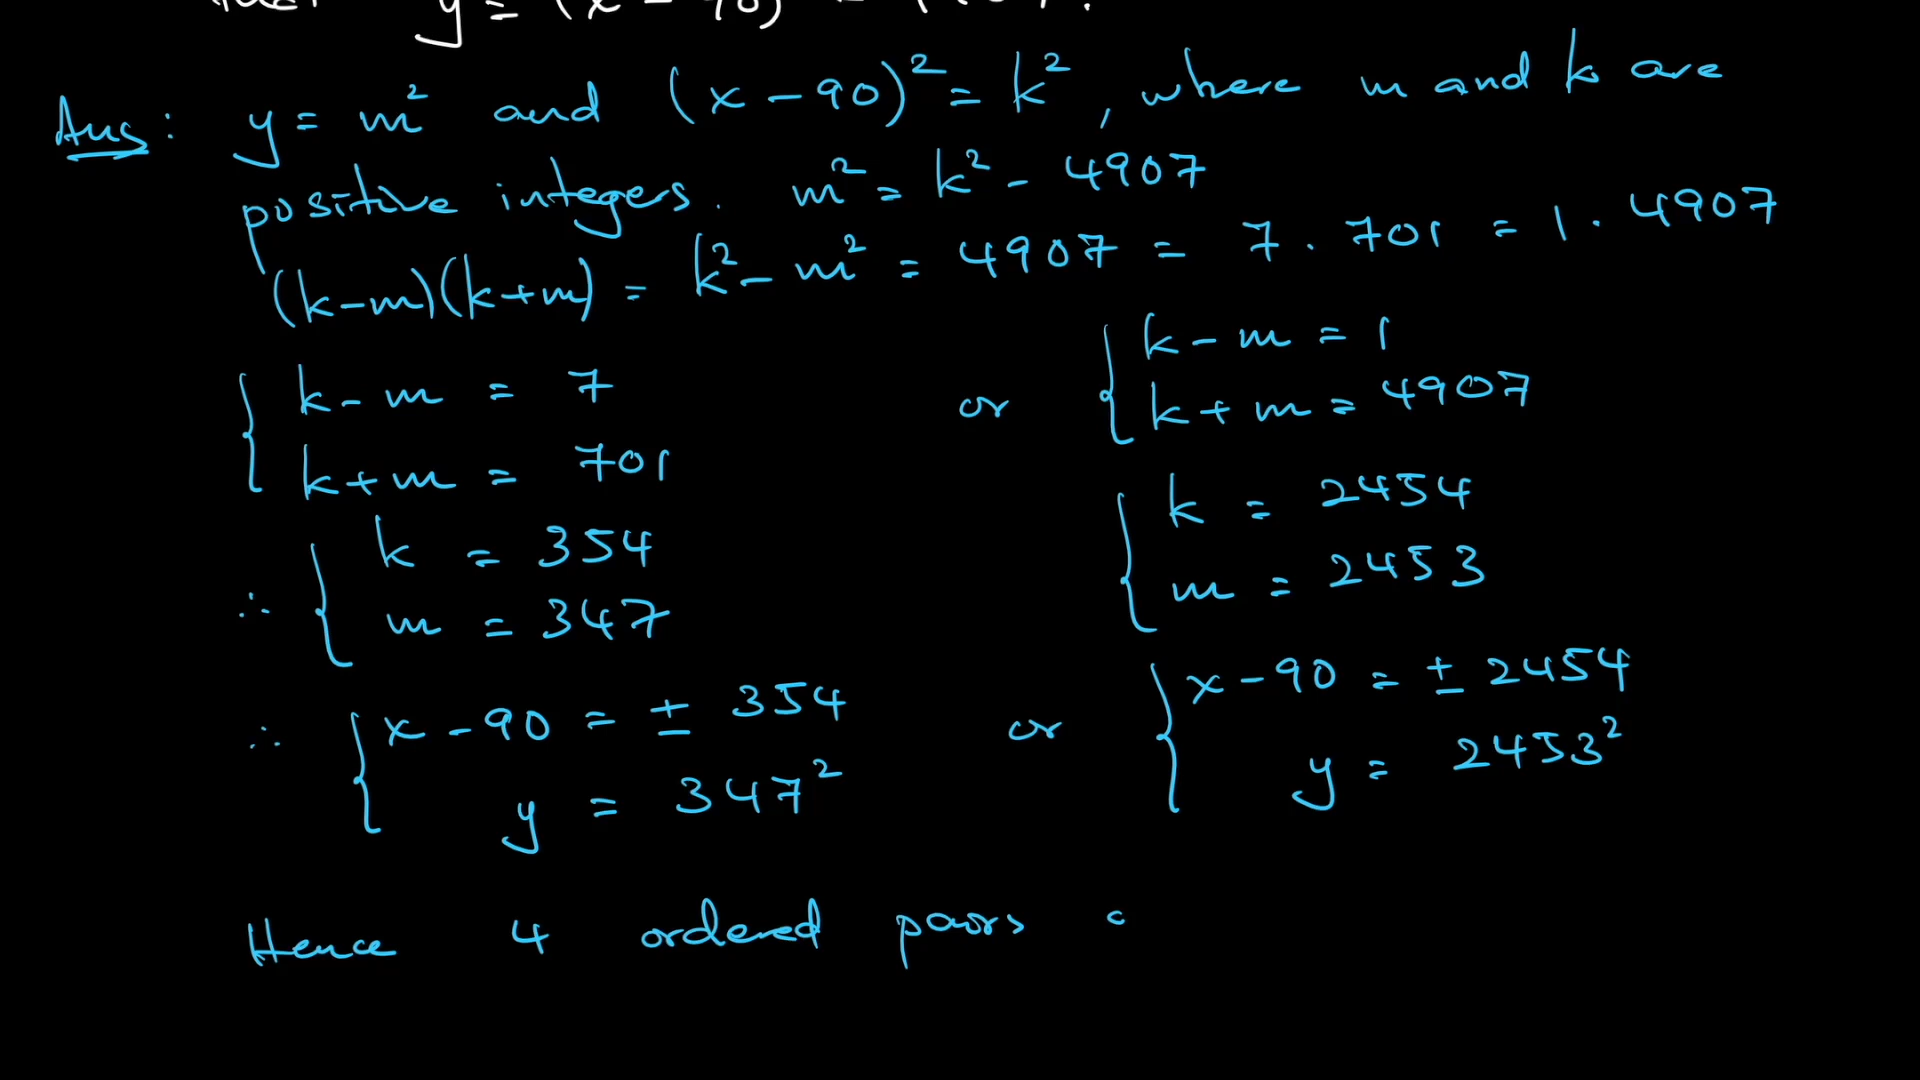 y = (x - 90)
Ans: y = m² and (x - 90)² = k², where m and k are
positive integers. m² = k² - 4907
(k-m)(k+m) = k² - m² = 4907 = 7 · 701 = 1 · 4907
{ k - m = 7
k + m = 701
or
{ k - m = 1
k + m = 4907
∴ { k = 354
m = 347
{ k = 2454
m = 2453
∴ { x - 90 = ± 354
y = 347²
or
{ x - 90 = ± 2454
y = 2453²
Hence 4 ordered pairs